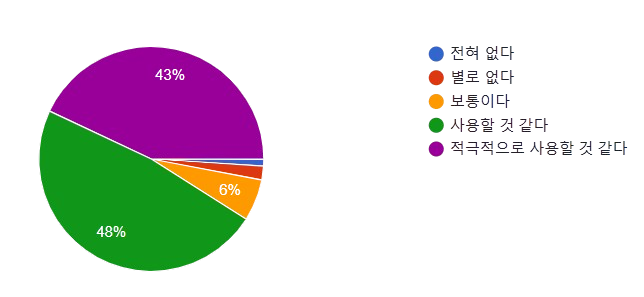 43%
6%
48%
전혀 없다
별로 없다
보통이다
사용할 것 같다
적극적으로 사용할 것 같다